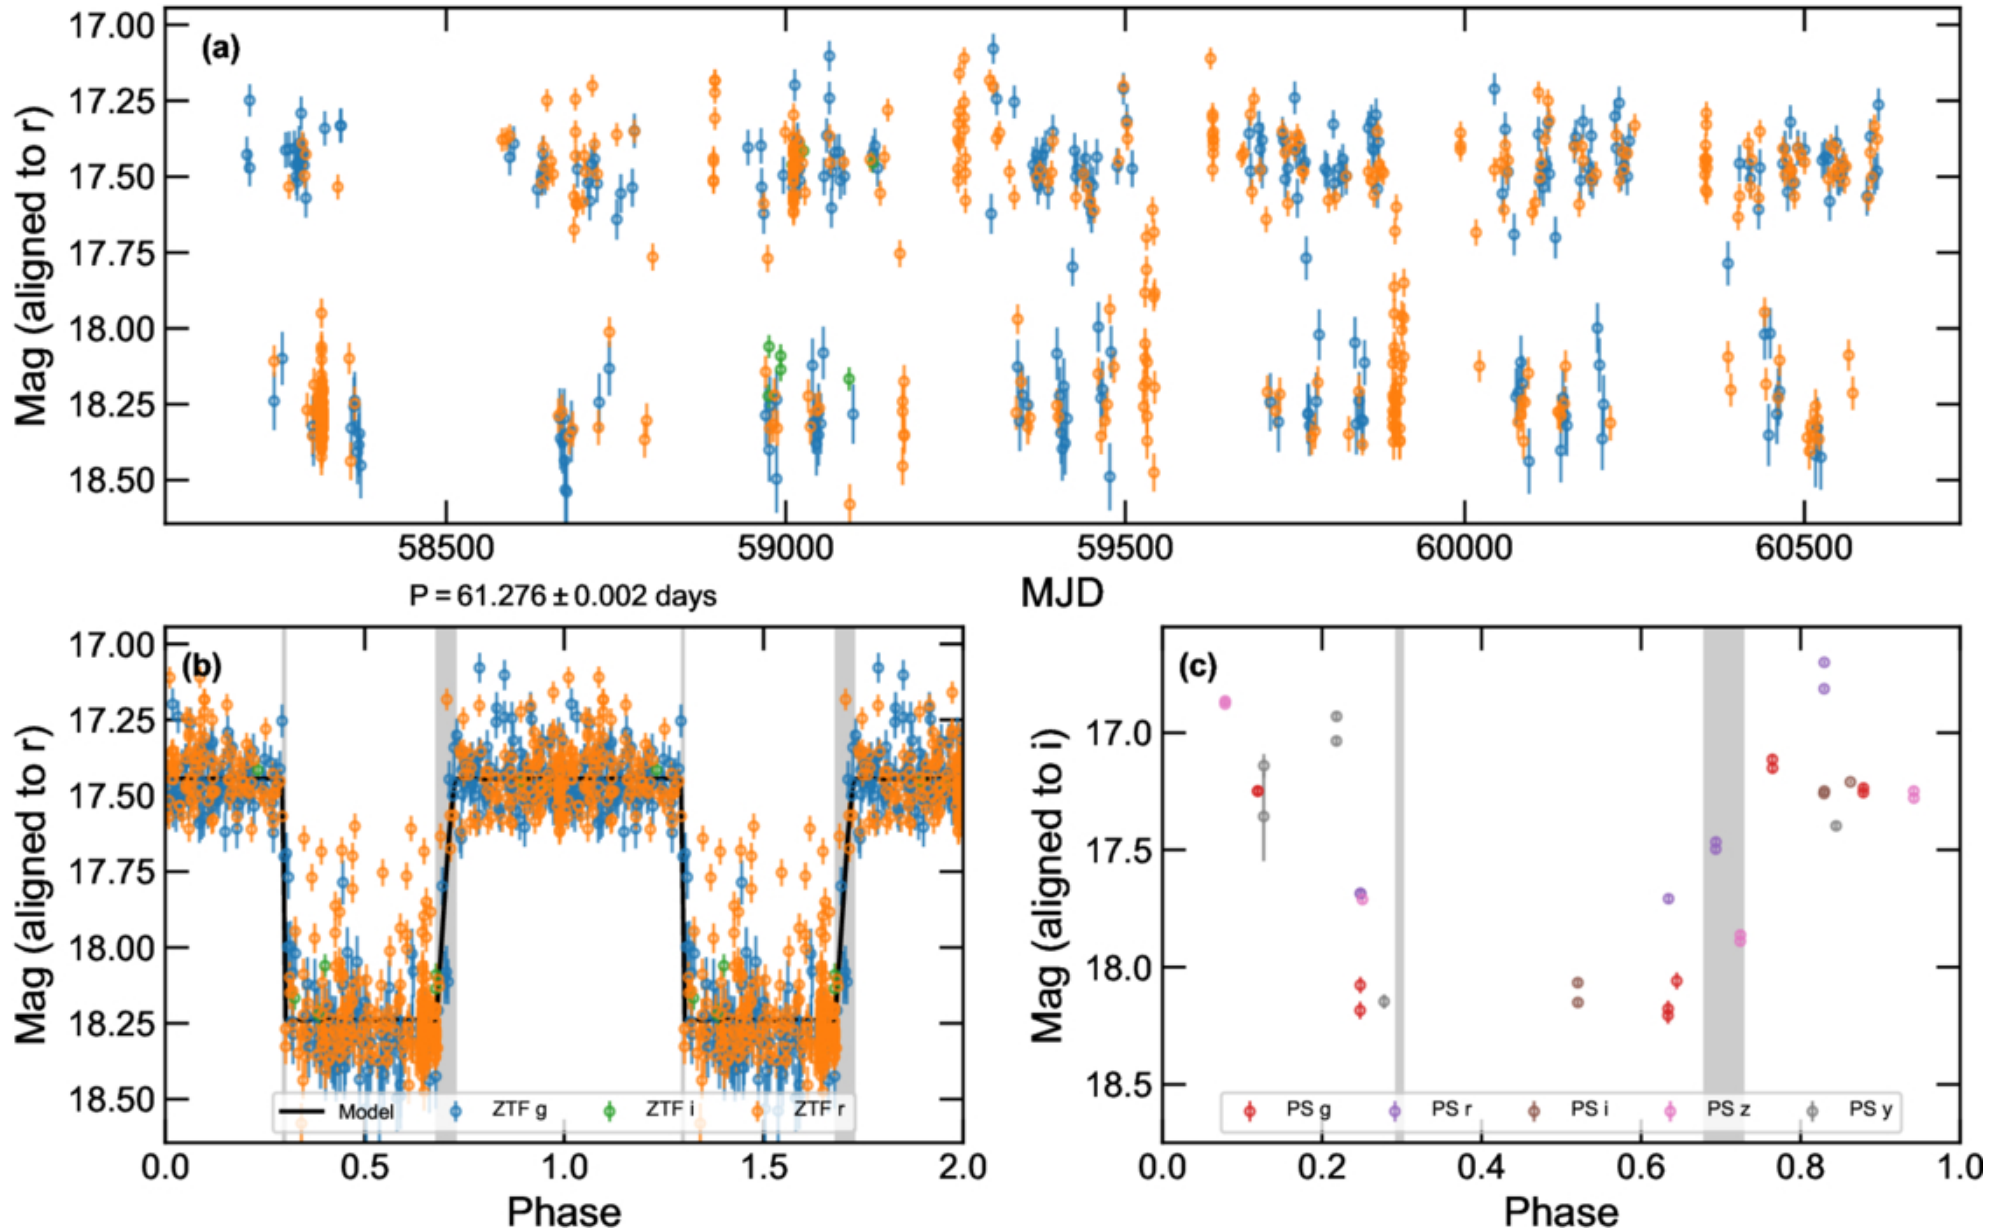 (a)
Mag (aligned to r)
17.00
17.25
17.50
17.75
18.00
18.25
18.50
58500 59000 59500 60000 60500
MJD
P = 61.276 ± 0.002 days
(b)
Mag (aligned to r)
17.00
17.25
17.50
17.75
18.00
18.25
18.50
Model ZTF g ZTF i ZTF r
0.0 0.5 1.0 1.5 2.0
Phase
(c)
Mag (aligned to i)
17.0
17.5
18.0
18.5
PS g PS r PS i PS z PS y
0.0 0.2 0.4 0.6 0.8 1.0
Phase